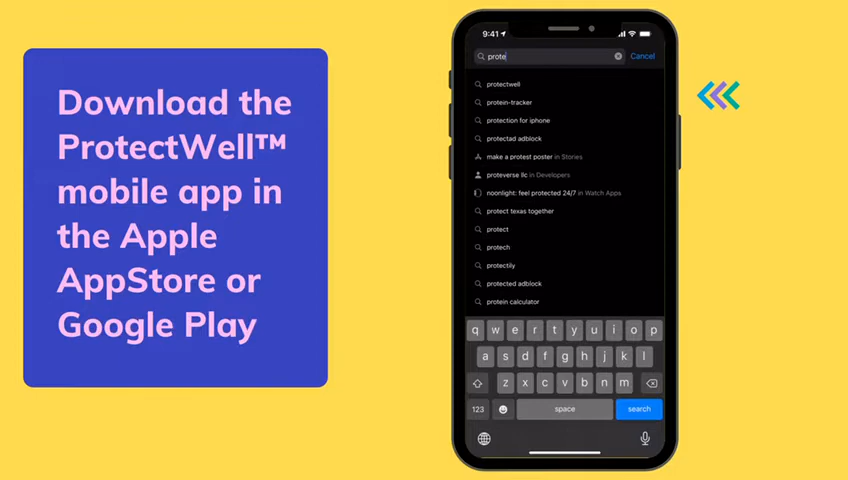 Download the
ProtectWell™
mobile app in
the Apple
AppStore or
Google Play
9:41
prote
Cancel
protectwell
protein-tracker
protection for iphone
protectad adblock
make a protest poster in Stories
proteverse llc in Developers
noonlight: feel protected 24/7 in Watch Apps
protect texas together
protect
protech
protectily
protected adblock
protein calculator
q w e r t y u i o p
a s d f g h j k l
z x c v b n m
123 space search